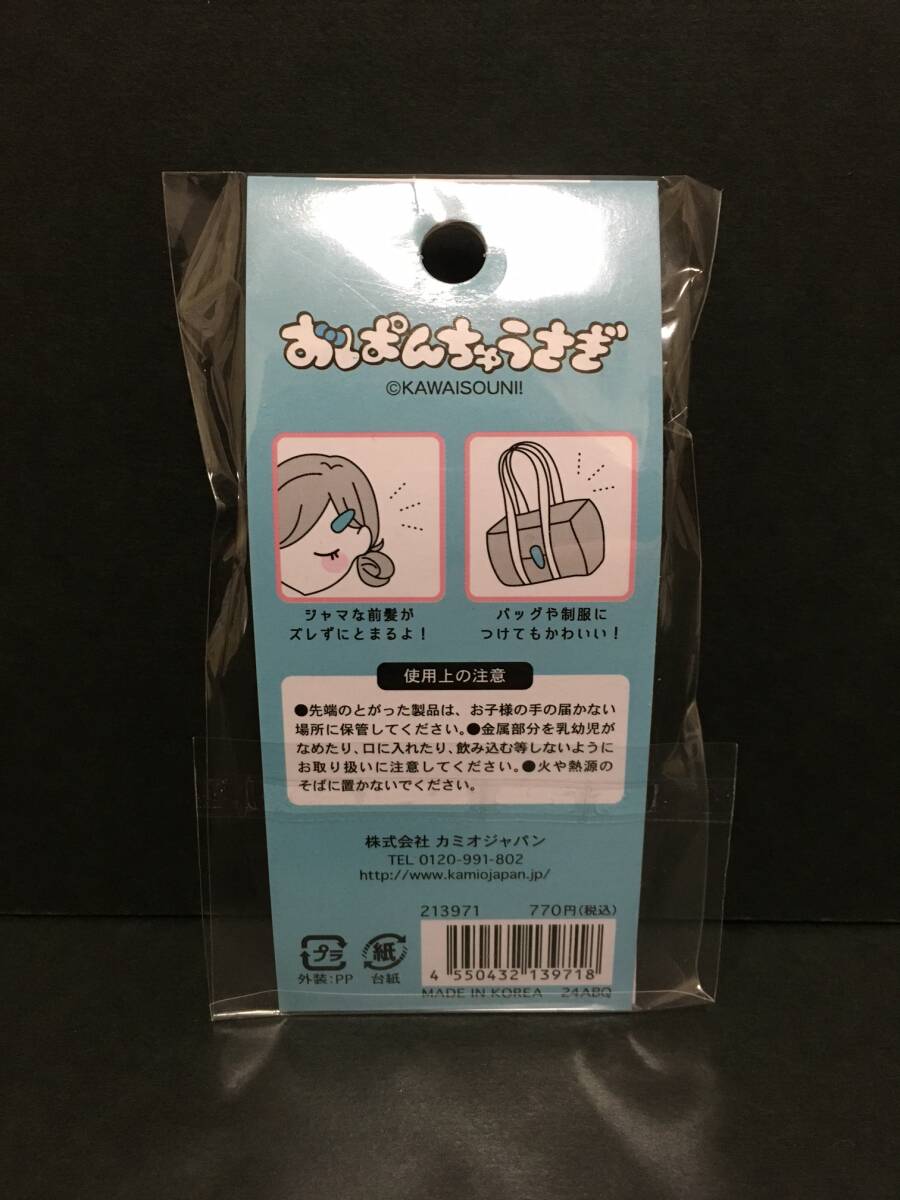 おぱんちゅうさぎ
©KAWAISOUNI!
ジャマな前髪が
ズレずにとまるよ!
バッグや制服に
つけてもかわいい!
使用上の注意
●先端のとがった製品は、お子様の手の届かない
場所に保管してください。●金属部分を乳幼児が
なめたり、口に入れたり、飲み込む等しないように
お取り扱いに注意してください。●火や熱源の
そばに置かないでください。
株式会社 カミオジャパン
TEL 0120-991-802
http://www.kamiojapan.jp/
213971 770円(税込)
プラ
外装:PP
紙
台紙
4 550432 139718
MADE IN KOREA 24ABQ